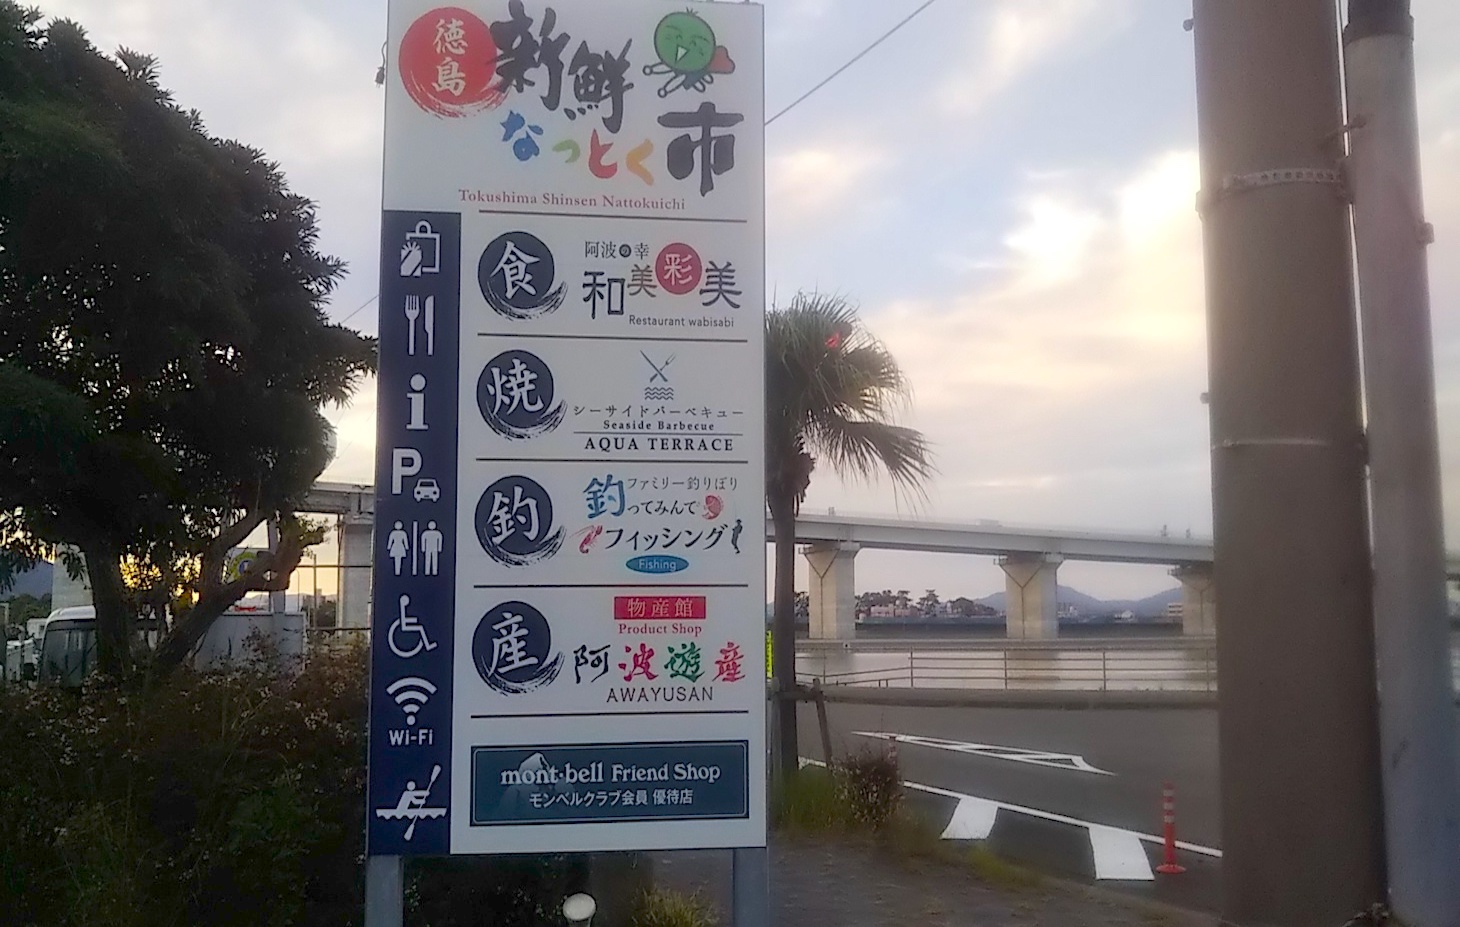 徳島
新鮮
なっとく
市
Tokushima Shinsen Nattokuichi
食
阿波の幸
和美彩美
Restaurant wabisabi
焼
シーサイドバーベキュー
Seaside Barbecue
AQUA TERRACE
釣
ファミリー釣りぼり
釣ってみんで
フィッシング
Fishing
産
物産館
Product Shop
阿波遊産
AWAYUSAN
i
P
Wi-Fi
mont-bell Friend Shop
モンベルクラブ会員 優待店